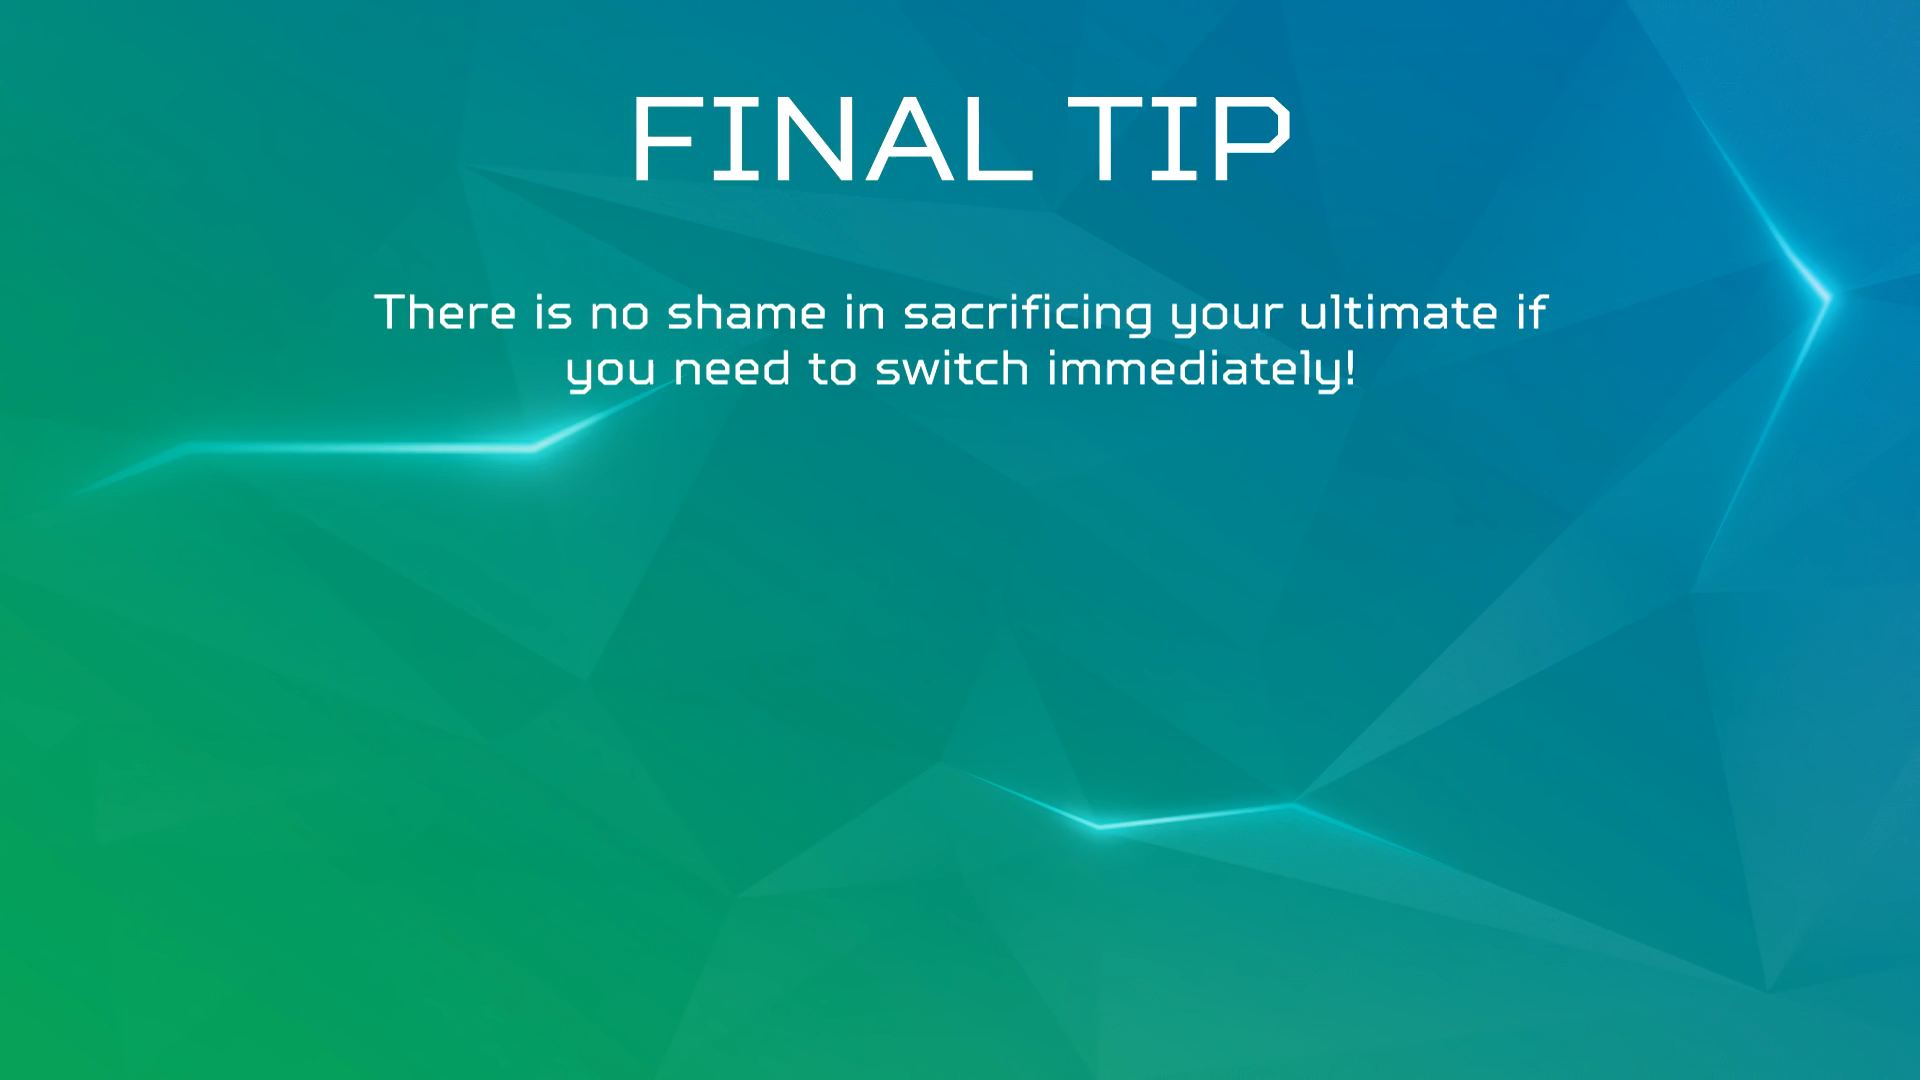 FINAL TIP
There is no shame in sacrificing your ultimate if
you need to switch immediately!